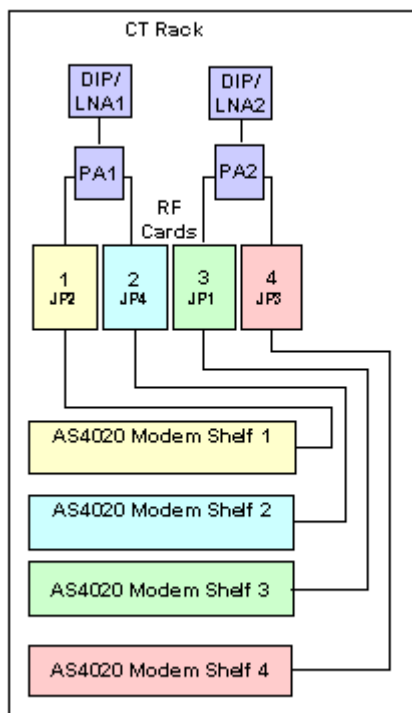 CT Rack
DIP/
LNA1
DIP/
LNA2
PA1
PA2
RF
Cards
1
JP2
2
JP4
3
JP1
4
JP3
AS4020 Modem Shelf 1
AS4020 Modem Shelf 2
AS4020 Modem Shelf 3
AS4020 Modem Shelf 4